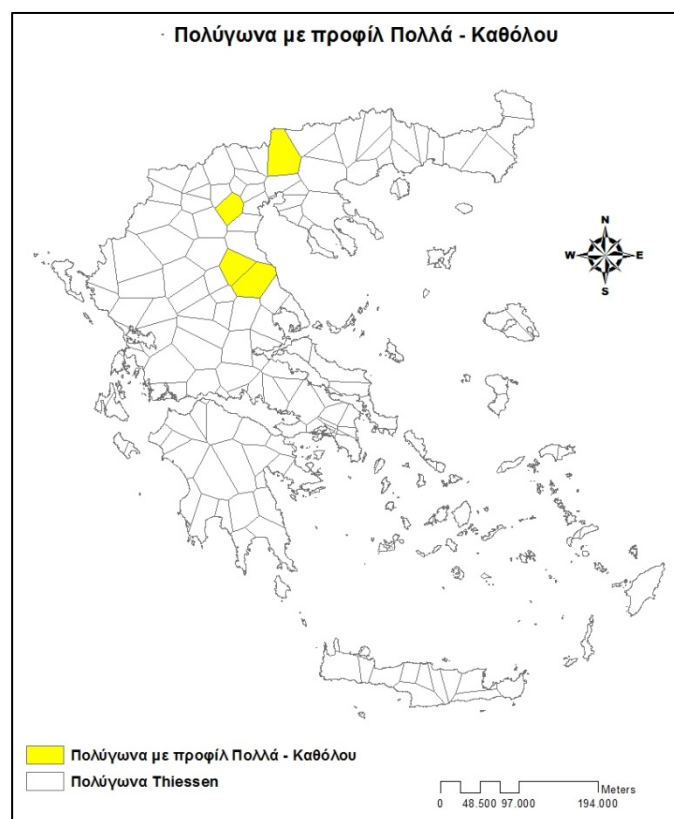 Πολύγωνα με προφίλ Πολλά - Καθόλου
N
W E
S
Πολύγωνα με προφίλ Πολλά - Καθόλου
Πολύγωνα Thiessen
Meters
0 48.500 97.000 194.000